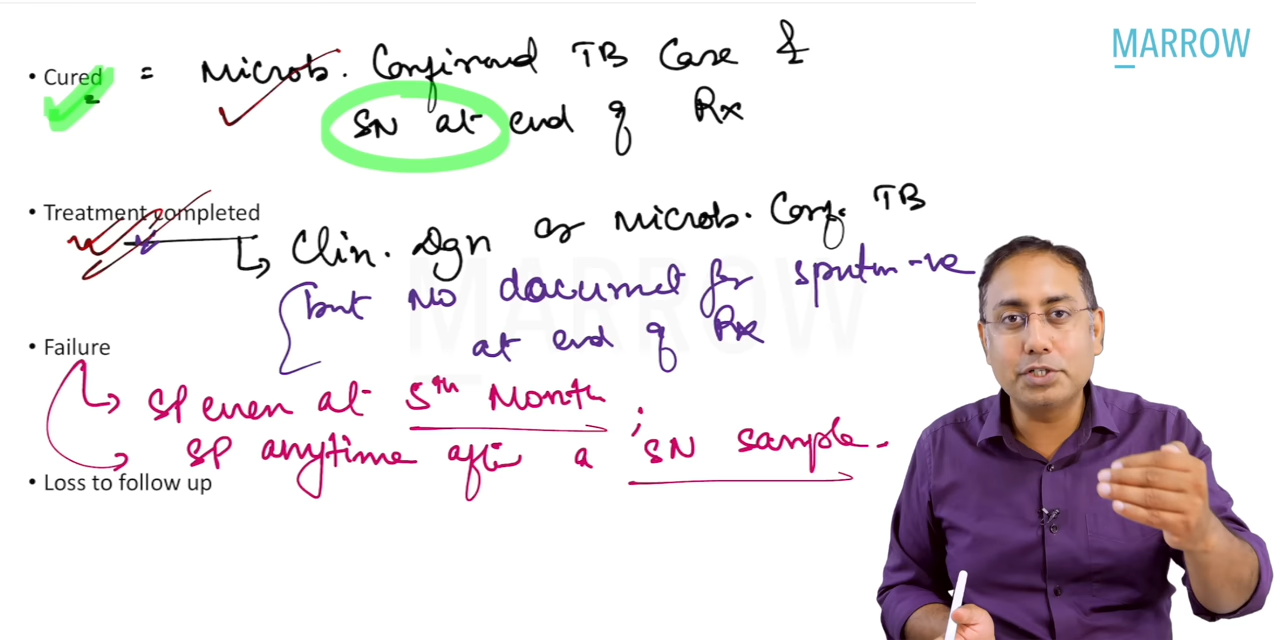 MARROW
• Cured = Microb. Confirmed TB Case &
SN at end of Rx
• Treatment completed
↳ Clin. Dgn or Microb. Conf. TB
but No document for sputum -ve
at end of Rx
• Failure
→ SP even at 5th Month
→ SP anytime after a 'SN sample.
• Loss to follow up
MARROW